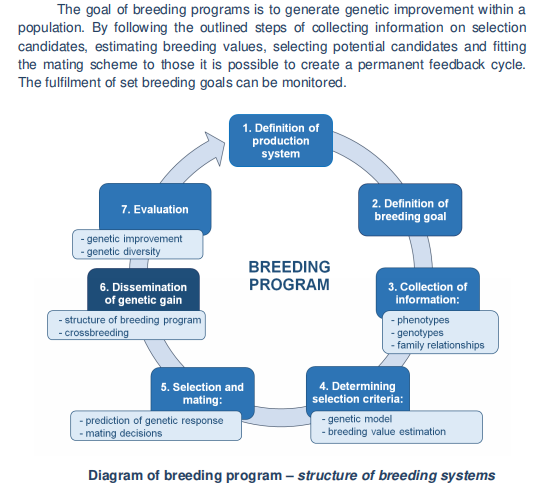 The goal of breeding programs is to generate genetic improvement within a
population. By following the outlined steps of collecting information on selection
candidates, estimating breeding values, selecting potential candidates and fitting
the mating scheme to those it is possible to create a permanent feedback cycle.
The fulfilment of set breeding goals can be monitored.
1. Definition of
production
system
2. Definition of
breeding goal
3. Collection of
information:
- phenotypes
- genotypes
- family relationships
4. Determining
selection criteria:
- genetic model
- breeding value estimation
5. Selection and
mating:
- prediction of genetic response
- mating decisions
6. Dissemination
of genetic gain
- structure of breeding program
- crossbreeding
7. Evaluation
- genetic improvement
- genetic diversity
BREEDING
PROGRAM
Diagram of breeding program – structure of breeding systems